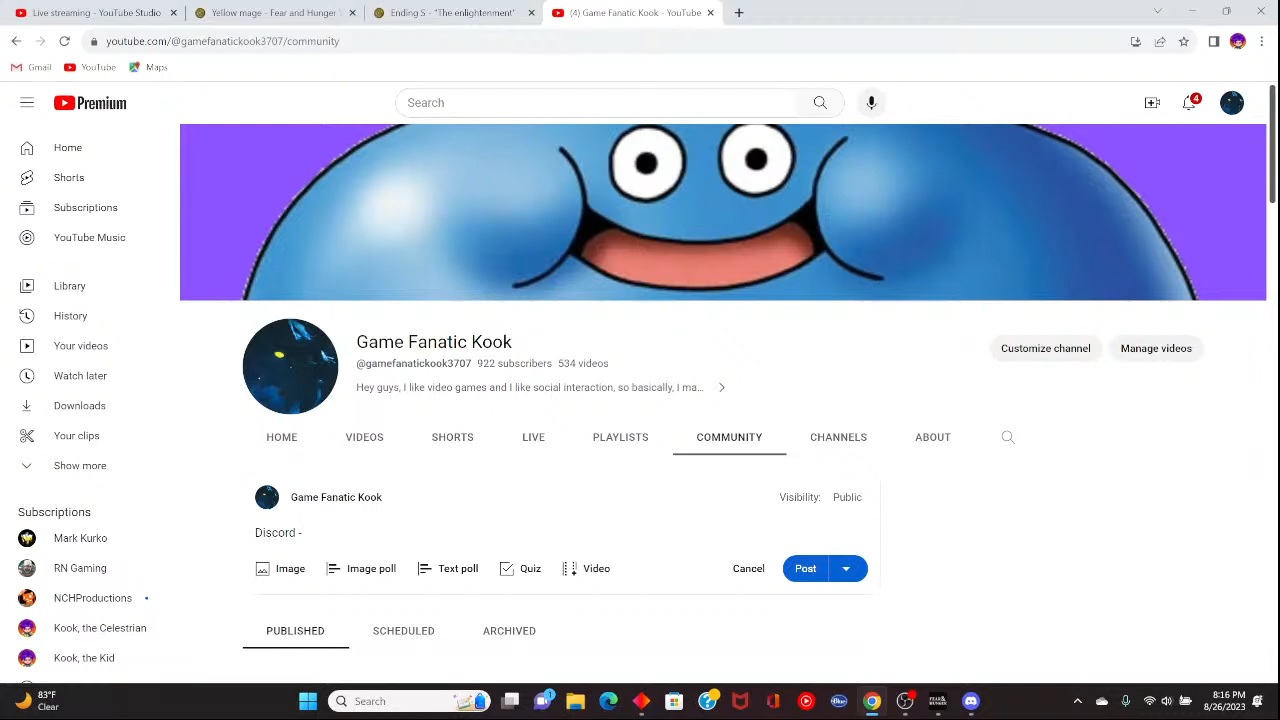 Live streaming - YouTube Studio
Yellow mage - Fear and Hunger
Ending S - "The enlightenment"
(4) Game Fanatic Kook - YouTube
youtube.com/@gamefanatickook3707/community
Gmail
YouTube
Maps
Premium
Search
4
Home
Shorts
Subscriptions
YouTube Music
Library
History
Your videos
Watch later
Downloads
Your clips
Show more
Subscriptions
Mark Kurko
RN Gaming
NCHProductions
Kook, the Celestrian
Kook, the Kid
Game Fanatic Kook
@gamefanatickook3707 922 subscribers 534 videos
Hey guys, I like video games and I like social interaction, so basically, I ma...
Customize channel
Manage videos
HOME
VIDEOS
SHORTS
LIVE
PLAYLISTS
COMMUNITY
CHANNELS
ABOUT
Game Fanatic Kook
Visibility: Public
Discord -
Image
Image poll
Text poll
Quiz
Video
Cancel
Post
PUBLISHED
SCHEDULED
ARCHIVED
83°F
Clear
Search
1
FEAR & HUNGER
8:16 PM
8/26/2023